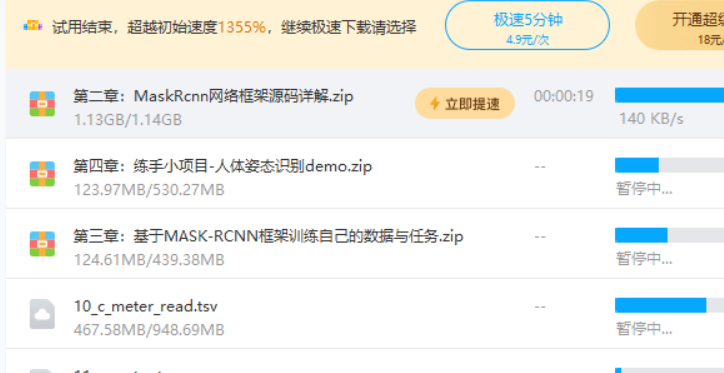 试用结束，超越初始速度1355%，继续极速下载请选择
极速5分钟
4.9元/次
开通超级
18元/
第二章：MaskRcnn网络框架源码详解.zip
1.13GB/1.14GB
立即提速
00:00:19
140 KB/s
第四章：练手小项目-人体姿态识别demo.zip
123.97MB/530.27MB
--
暂停中...
第三章：基于MASK-RCNN框架训练自己的数据与任务.zip
124.61MB/439.38MB
--
暂停中...
10_c_meter_read.tsv
467.58MB/948.69MB
--
暂停中...